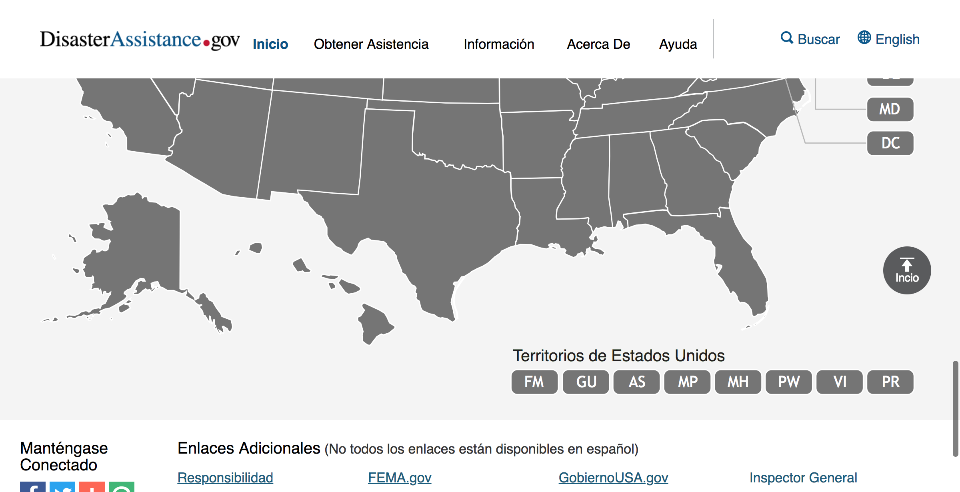 DisasterAssistance.gov
Inicio Obtener Asistencia Información Acerca De Ayuda Buscar English
MD
DC
Incio
Territorios de Estados Unidos
FM GU AS MP MH PW VI PR
Manténgase
Conectado
Enlaces Adicionales (No todos los enlaces están disponibles en español)
Responsibilidad FEMA.gov GobiernoUSA.gov Inspector General